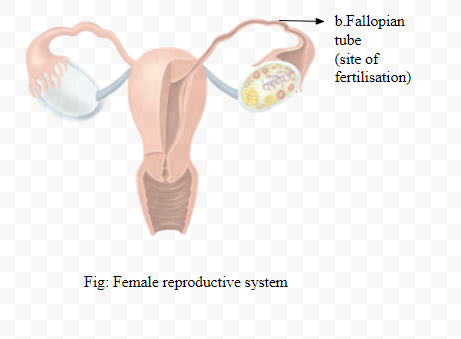 b.Fallopian
tube
(site of
fertilisation)
Fig: Female reproductive system